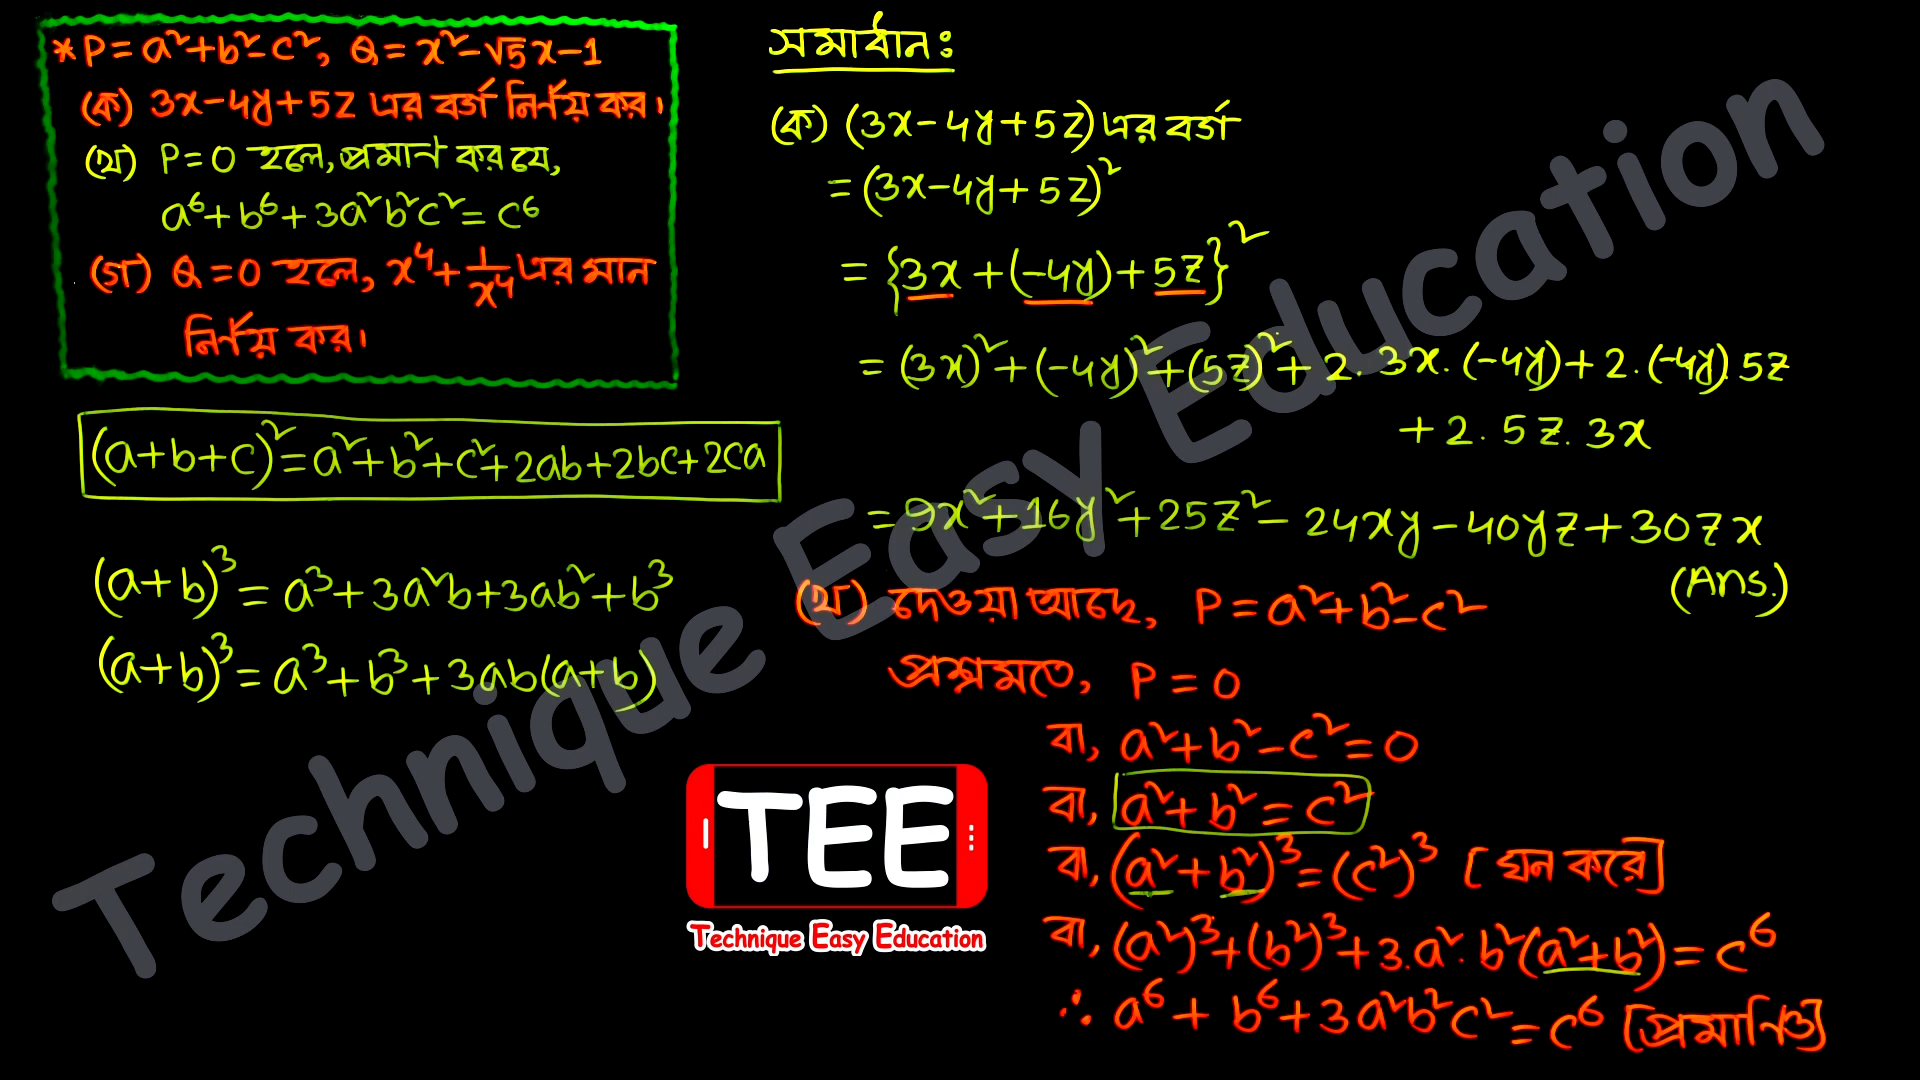 * P = a² + b² - c², Q = x² - √5x - 1
(ক) 3x - 4y + 5z এর বর্গ নির্ণয় কর।
(খ) P = 0 হলে, প্রমান কর যে,
a⁶ + b⁶ + 3a²b²c² = c⁶
(গ) Q = 0 হলে, x⁴ + 1/x⁴ এর মান
নির্ণয় কর।
(a+b+c)² = a² + b² + c² + 2ab + 2bc + 2ca
(a+b)³ = a³ + 3a²b + 3ab² + b³
(a+b)³ = a³ + b³ + 3ab(a+b)
সমাধান:
(ক) (3x - 4y + 5z) এর বর্গ
= (3x - 4y + 5z)²
= {3x + (-4y) + 5z}²
= (3x)² + (-4y)² + (5z)² + 2. 3x. (-4y) + 2. (-4y). 5z
+ 2. 5z. 3x
= 9x² + 16y² + 25z² - 24xy - 40yz + 30zx
(Ans.)
(খ) দেওয়া আছে, P = a² + b² - c²
প্রশ্নমতে, P = 0
বা, a² + b² - c² = 0
বা, a² + b² = c²
বা, (a² + b²)³ = (c²)³ [ঘন করে]
বা, (a²)³ + (b²)³ + 3. a². b²(a² + b²) = c⁶
∴ a⁶ + b⁶ + 3a²b²c² = c⁶ [প্রমানিত]
TEE
Technique Easy Education
Technique Easy Education